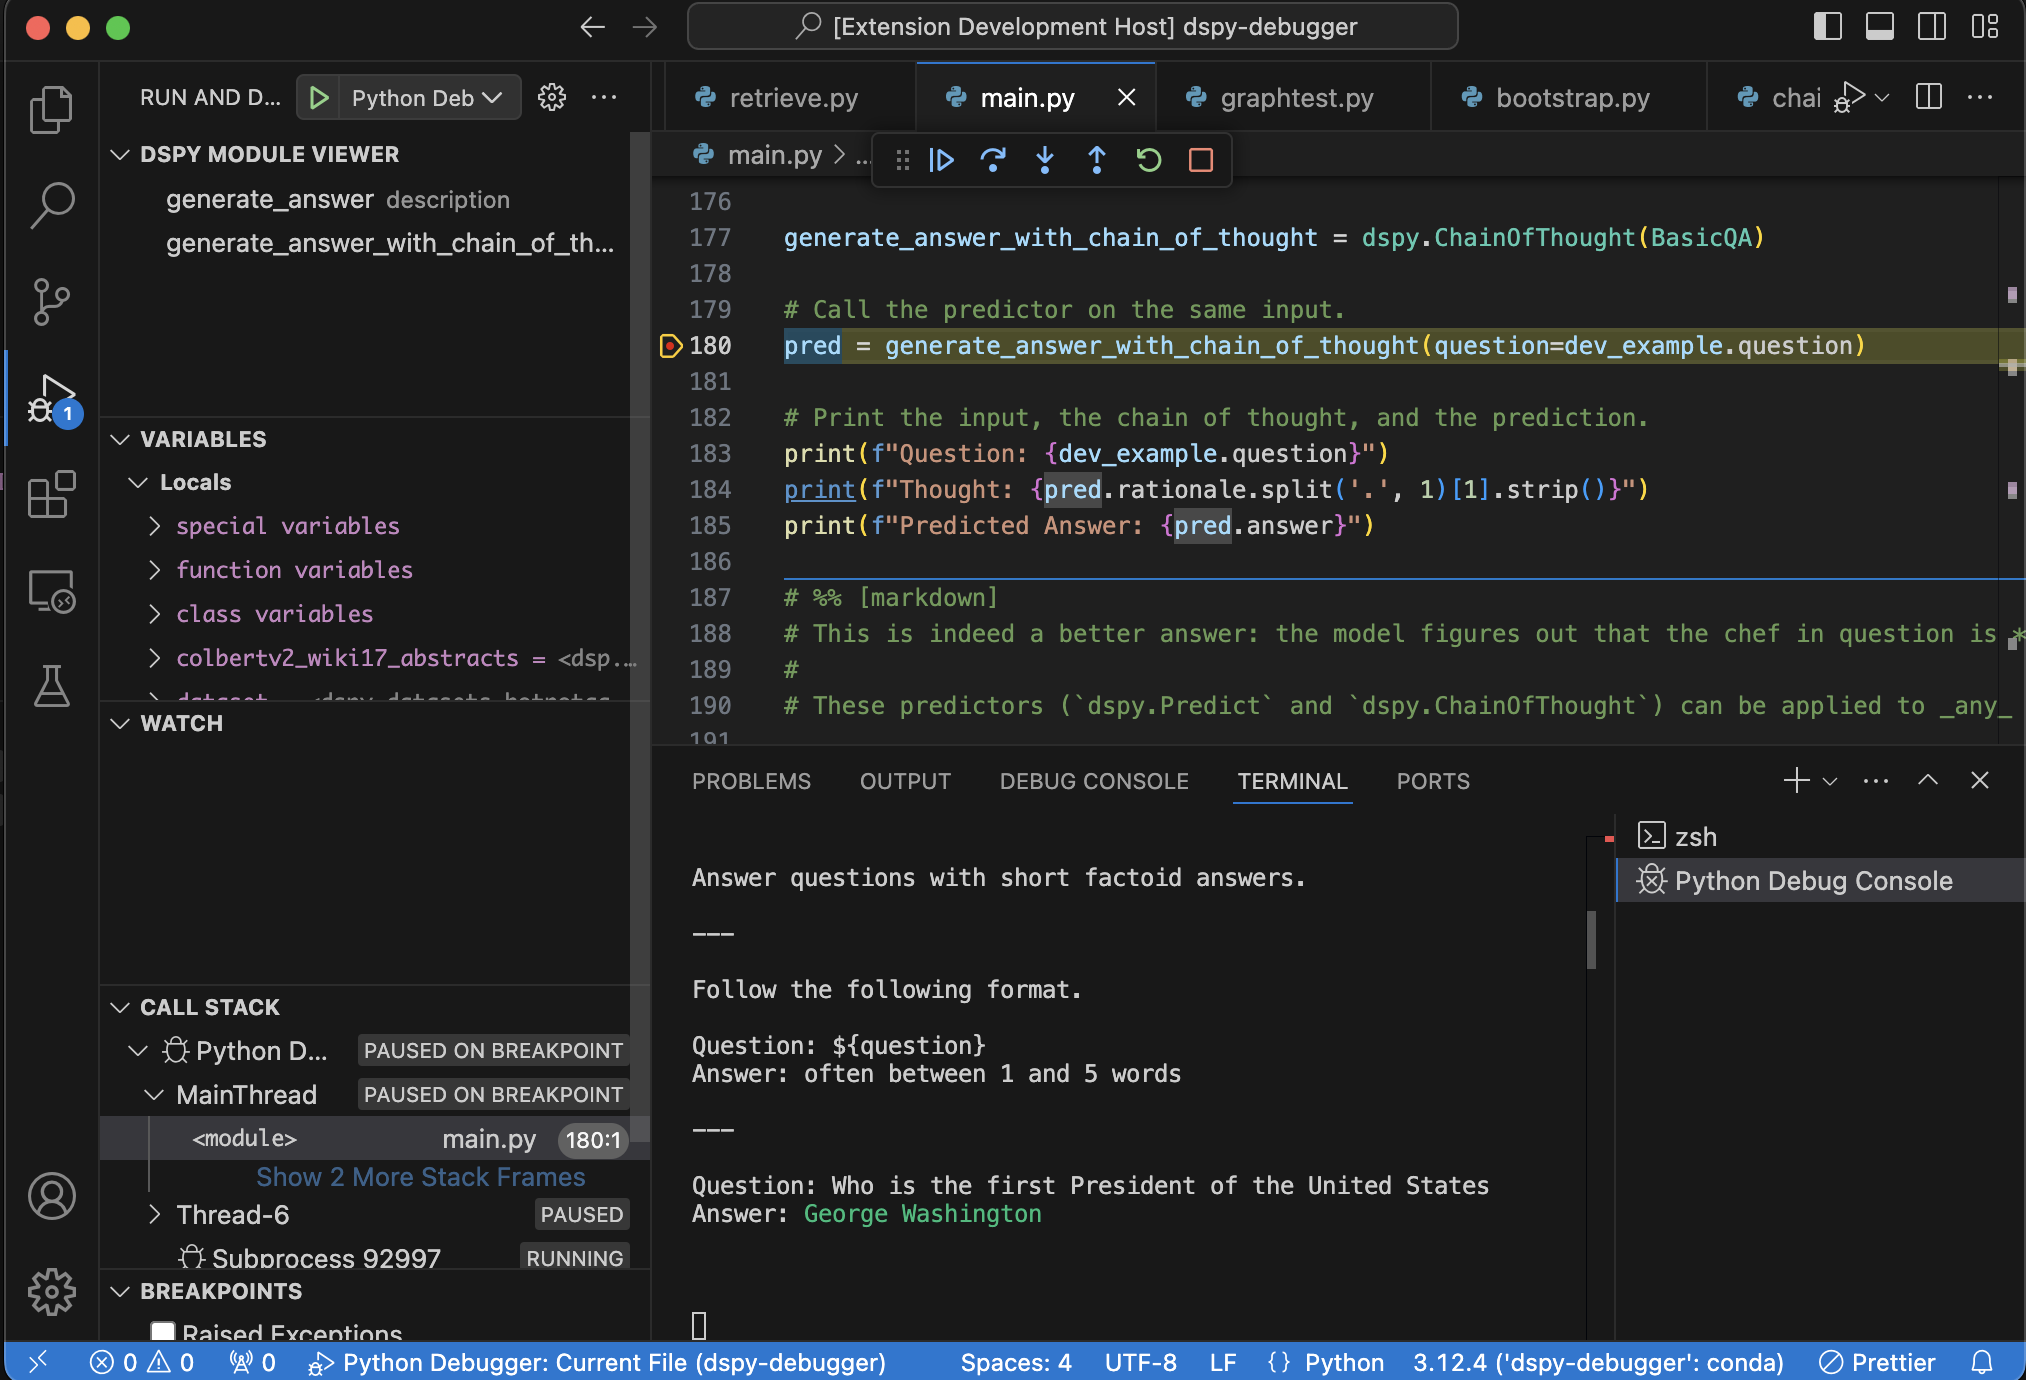 [Extension Development Host] dspy-debugger
RUN AND D...
Python Deb
DSPY MODULE VIEWER
generate_answer description
generate_answer_with_chain_of_th...
1
VARIABLES
Locals
special variables
function variables
class variables
colbertv2_wiki17_abstracts = <dsp...
WATCH
CALL STACK
Python D... PAUSED ON BREAKPOINT
MainThread PAUSED ON BREAKPOINT
<module> main.py 180:1
Show 2 More Stack Frames
Thread-6 PAUSED
Subprocess 92997 RUNNING
BREAKPOINTS
Raised Exceptions
retrieve.py main.py graphtest.py bootstrap.py chai
main.py > ...
176
177 generate_answer_with_chain_of_thought = dspy.ChainOfThought(BasicQA)
178
179 # Call the predictor on the same input.
180 pred = generate_answer_with_chain_of_thought(question=dev_example.question)
181
182 # Print the input, the chain of thought, and the prediction.
183 print(f"Question: {dev_example.question}")
184 print(f"Thought: {pred.rationale.split('.', 1)[1].strip()}")
185 print(f"Predicted Answer: {pred.answer}")
186
187 # %% [markdown]
188 # This is indeed a better answer: the model figures out that the chef in question is *
189 #
190 # These predictors (`dspy.Predict` and `dspy.ChainOfThought`) can be applied to _any_
191
PROBLEMS OUTPUT DEBUG CONSOLE TERMINAL PORTS
Answer questions with short factoid answers.
---
Follow the following format.
Question: ${question}
Answer: often between 1 and 5 words
---
Question: Who is the first President of the United States
Answer: George Washington
zsh
Python Debug Console
0 0 0 Python Debugger: Current File (dspy-debugger) Spaces: 4 UTF-8 LF {} Python 3.12.4 ('dspy-debugger': conda) Prettier